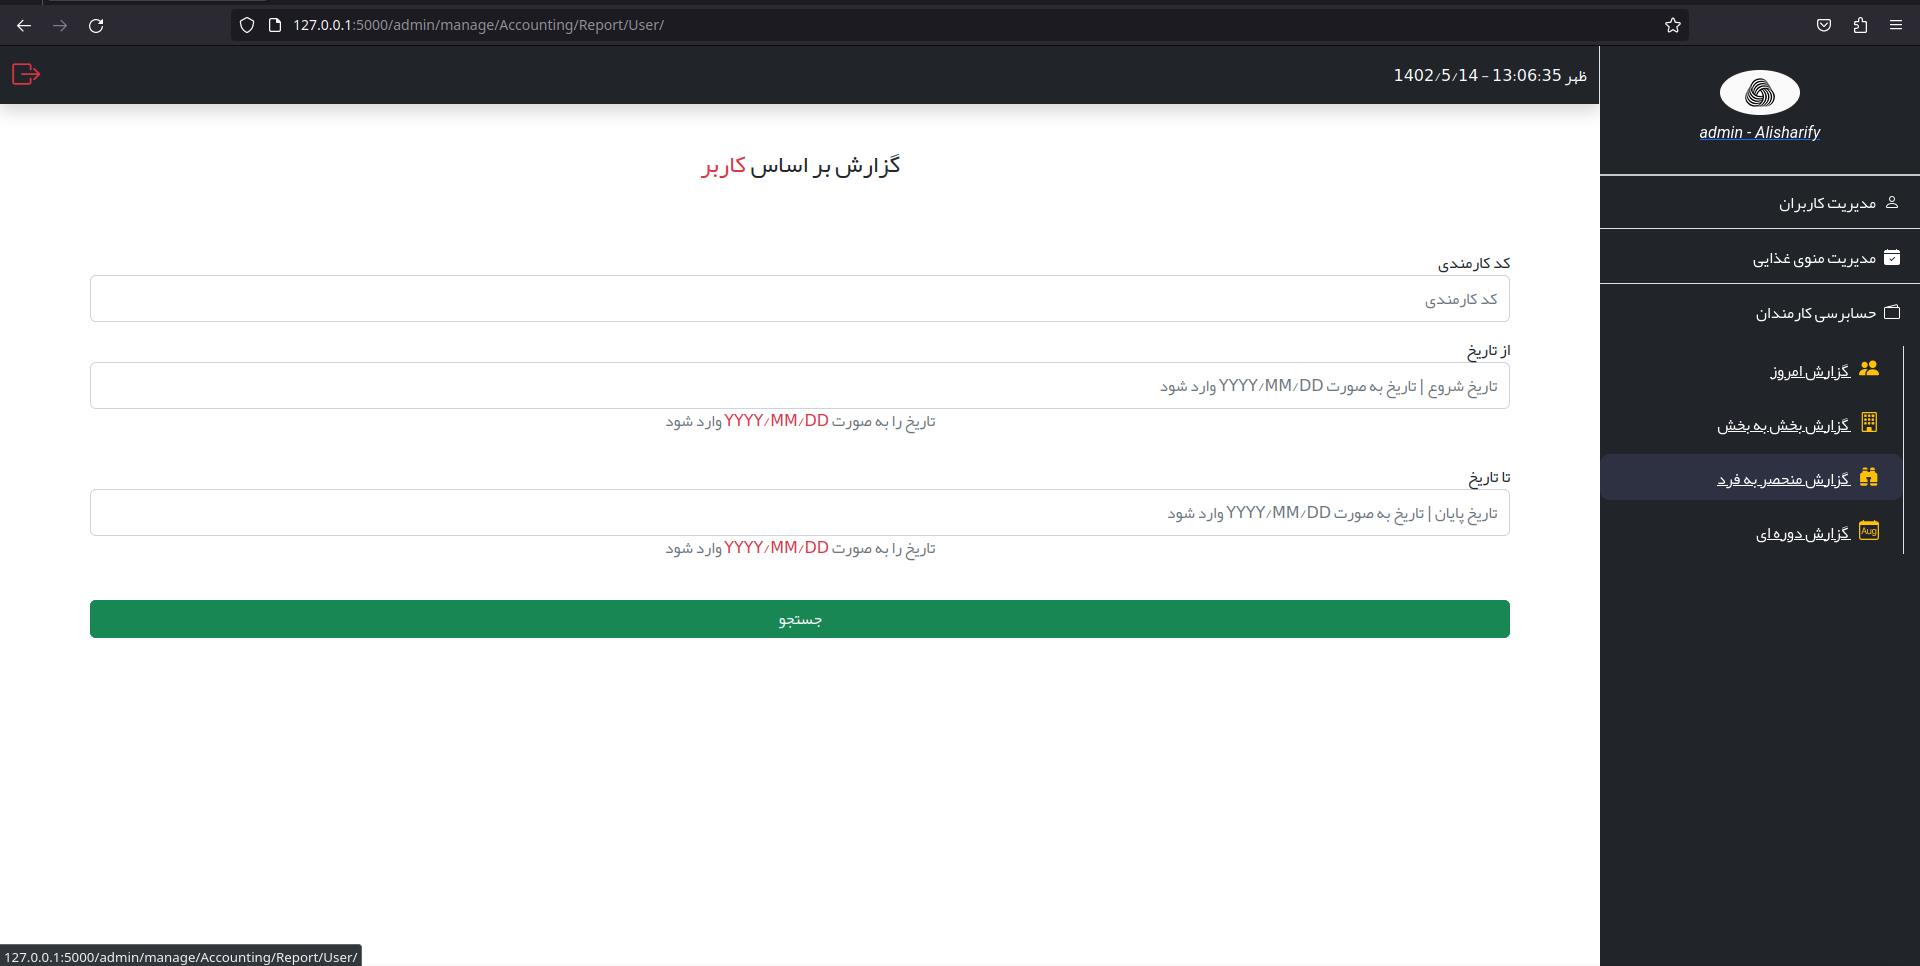 127.0.0.1:5000/admin/manage/Accounting/Report/User/
ظهر 13:06:35 - 1402/5/14
admin - Alisharify
مدیریت کاربران
مدیریت منوی غذایی
حسابرسی کارمندان
گزارش امروز
گزارش بخش به بخش
گزارش منحصر به فرد
Aug
گزارش دوره ای
گزارش بر اساس کاربر
کد کارمندی
کد کارمندی
از تاریخ
تاریخ شروع | تاریخ به صورت YYYY/MM/DD وارد شود
تاریخ را به صورت YYYY/MM/DD وارد شود
تا تاریخ
تاریخ پایان | تاریخ به صورت YYYY/MM/DD وارد شود
تاریخ را به صورت YYYY/MM/DD وارد شود
جستجو
127.0.0.1:5000/admin/manage/Accounting/Report/User/